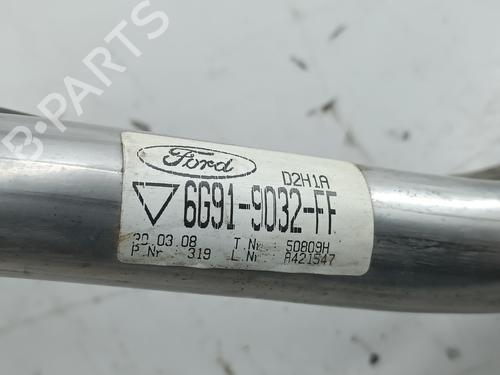 B-PARTS
Ford
D2H1A
6G91-9032-FF
20.03.08 T.Nr 50809H
P.Nr 319 L.Nr A421547